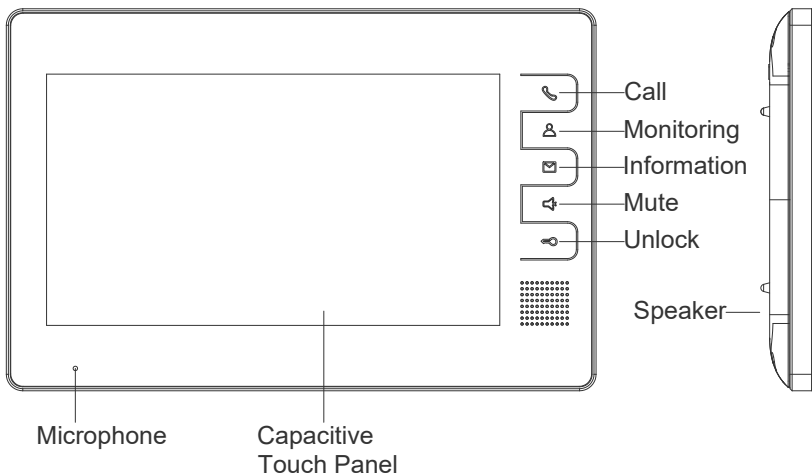 Call
Monitoring
Information
Mute
Unlock
Speaker
Microphone
Capacitive
Touch Panel